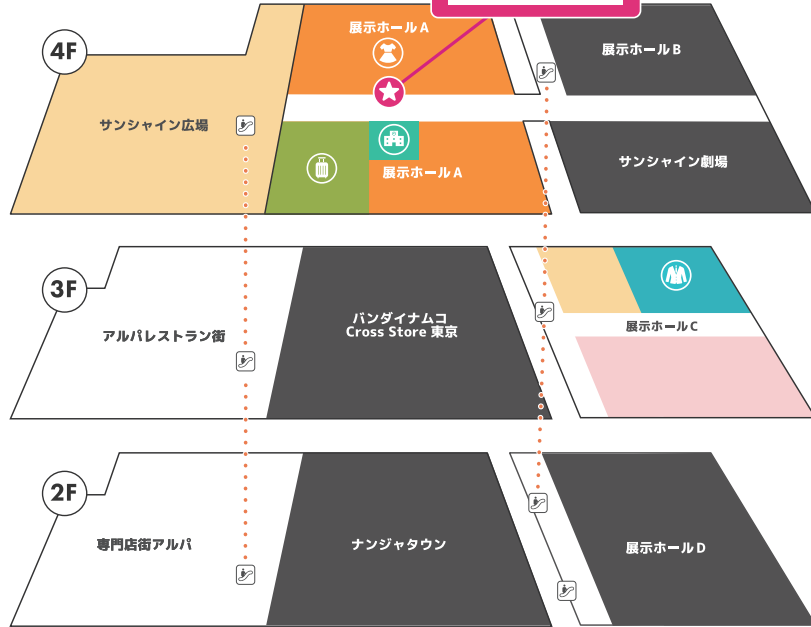 4F
展示ホールA
展示ホールB
サンシャイン広場
展示ホールA
サンシャイン劇場
3F
アルパレストラン街
バンダイナムコ
Cross Store 東京
展示ホールC
2F
専門店街アルパ
ナンジャタウン
展示ホールD